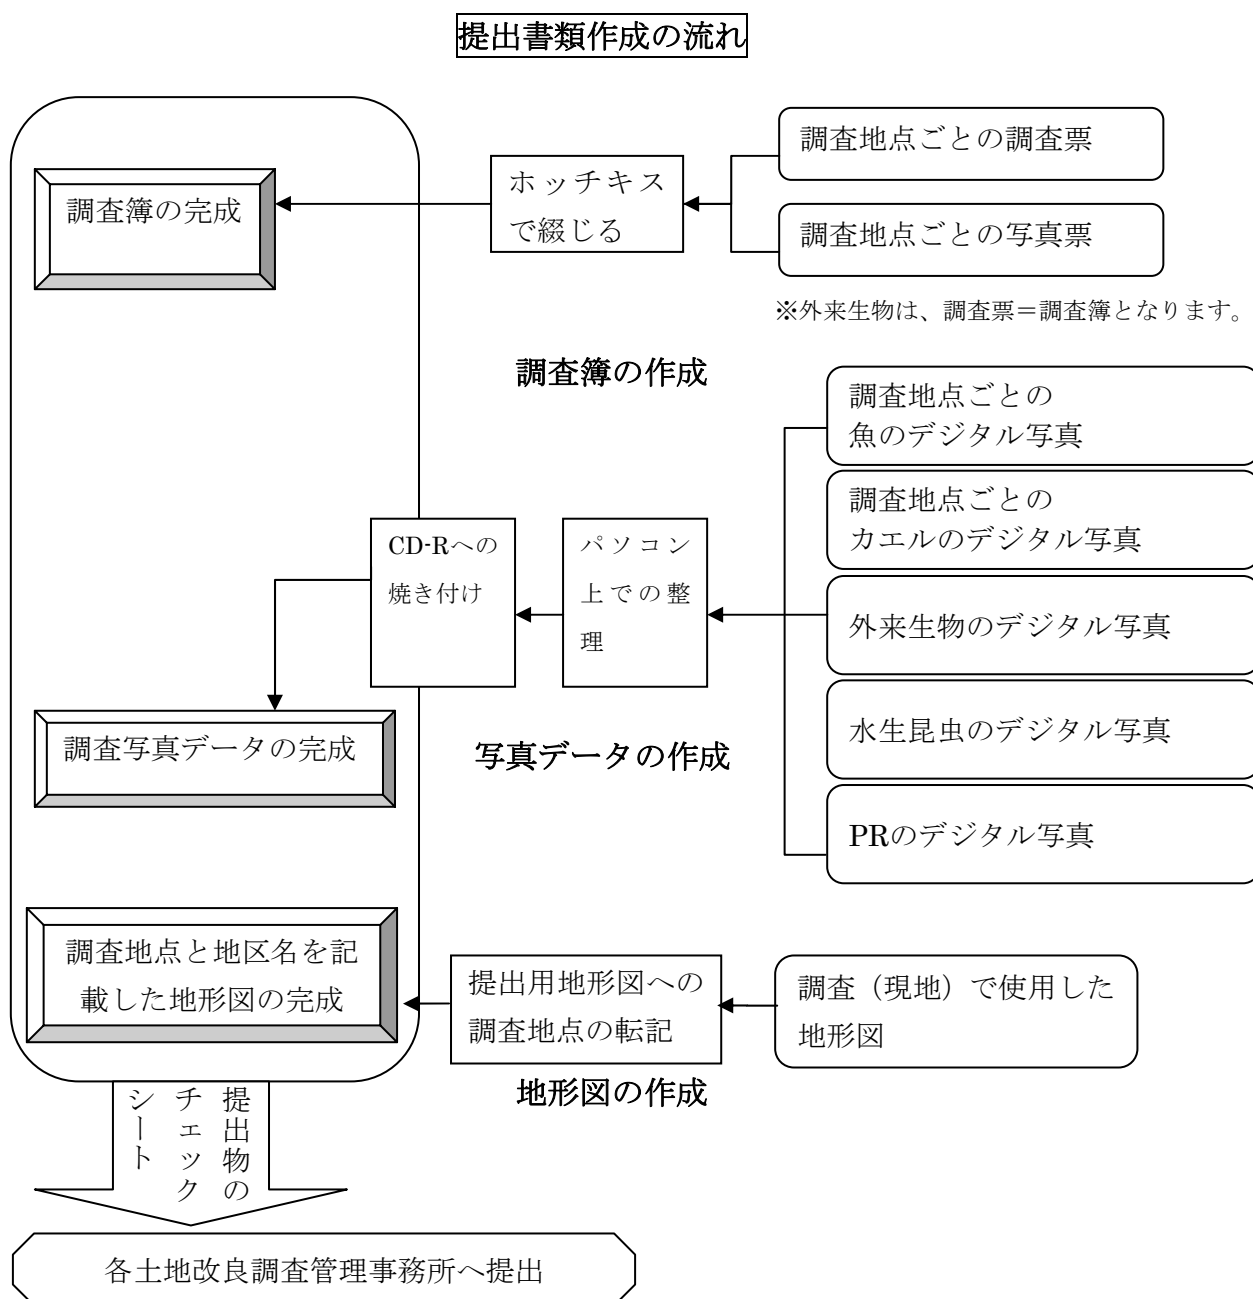 提出書類作成の流れ
調査地点ごとの調査票
ホッチキス
で綴じる
調査簿の完成
調査地点ごとの写真票
※外来生物は、調査票＝調査簿となります。
調査簿の作成
調査地点ごとの
魚のデジタル写真
調査地点ごとの
カエルのデジタル写真
CD-Rへの
焼き付け
パソコン
上での整
理
外来生物のデジタル写真
水生昆虫のデジタル写真
調査写真データの完成
写真データの作成
PRのデジタル写真
調査地点と地区名を記
載した地形図の完成
提出用地形図への
調査地点の転記
調査（現地）で使用した
地形図
地形図の作成
提出物の
チェック
シート
各土地改良調査管理事務所へ提出